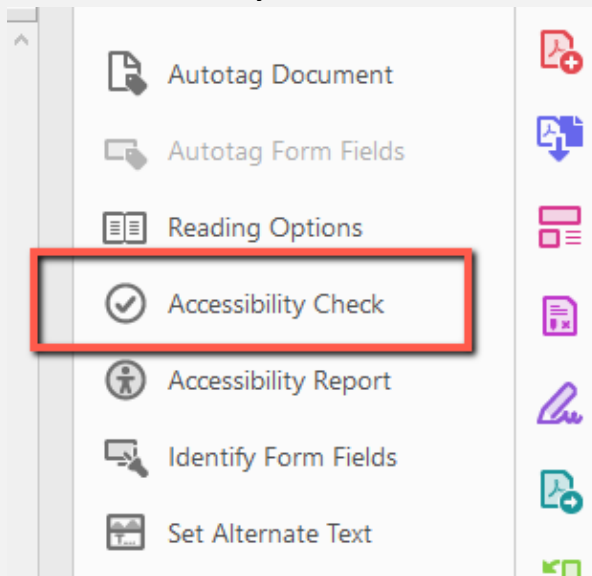 Autotag Document
Autotag Form Fields
Reading Options
Accessibility Check
Accessibility Report
Identify Form Fields
Set Alternate Text